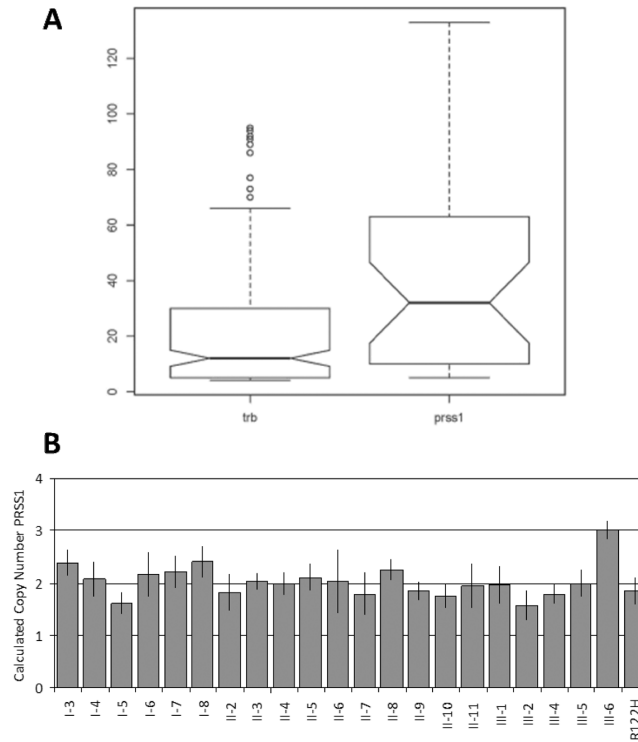 A
120
100
80
60
40
20
0
trb prss1
B
Calculated Copy Number PRSS1
4
3
2
1
0
I-3 I-4 I-5 I-6 I-7 I-8 II-2 II-3 II-4 II-5 II-6 II-7 II-8 II-9 II-10 II-11 III-1 III-2 III-4 III-5 III-6 R122H